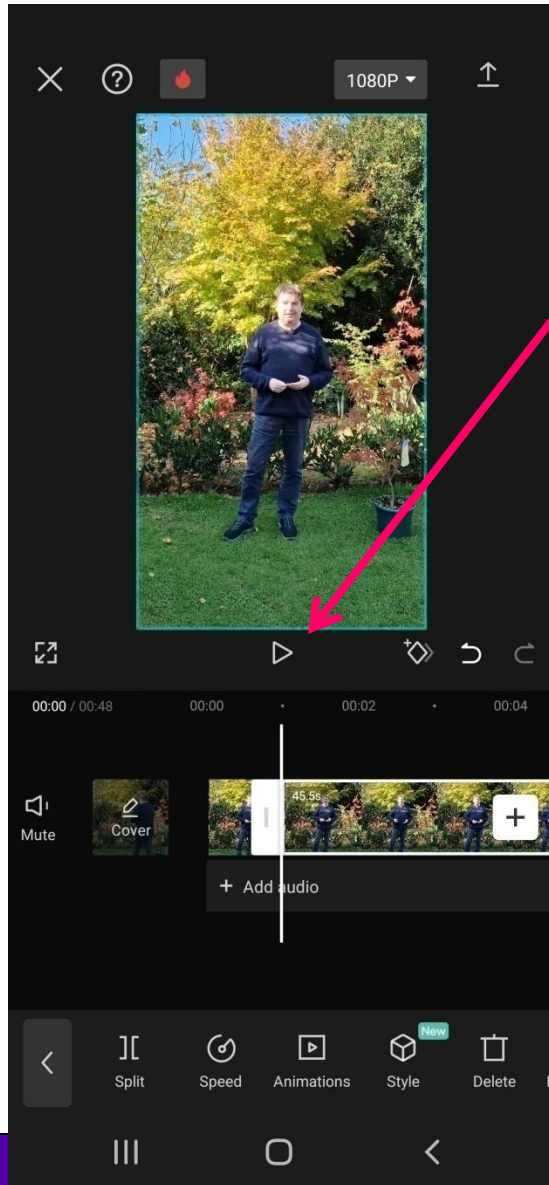 1080P
00:00 / 00:48 00:00 00:02 00:04
45.5s
Mute
Cover
+ Add audio
New
Split Speed Animations Style Delete